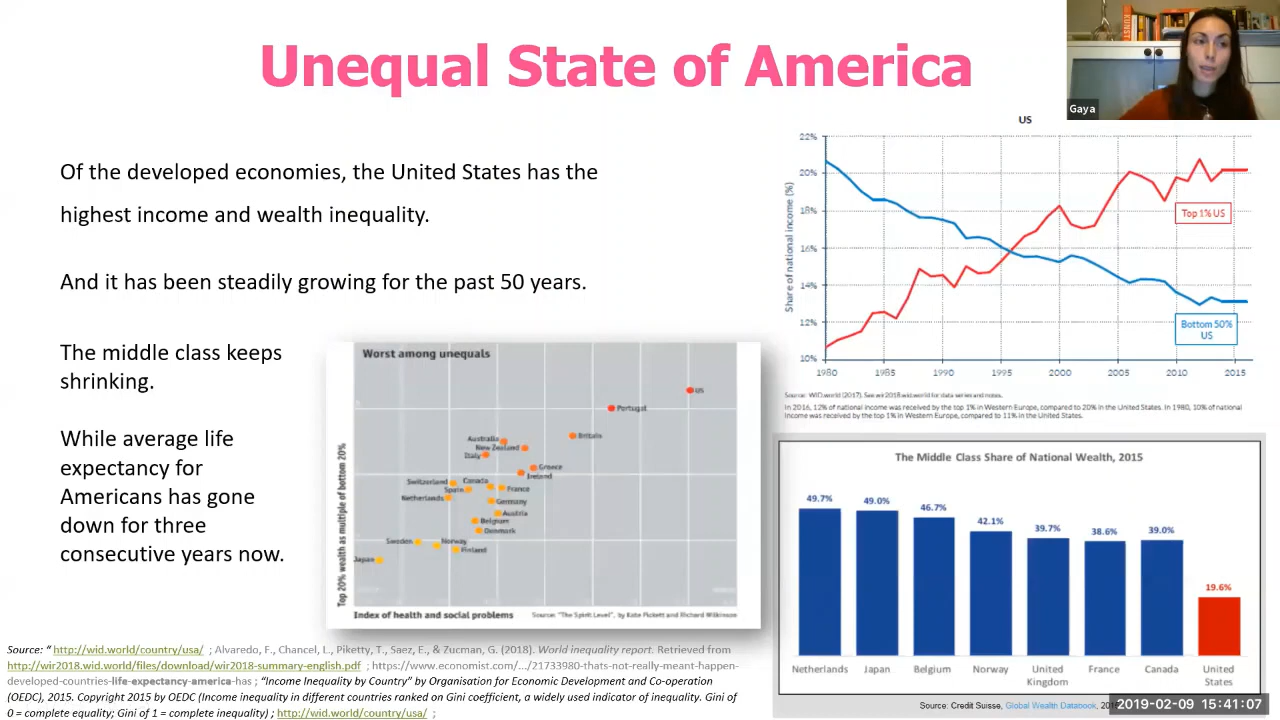 Unequal State of America
Gaya
KUNST
Of the developed economies, the United States has the
highest income and wealth inequality.
And it has been steadily growing for the past 50 years.
The middle class keeps
shrinking.
While average life
expectancy for
Americans has gone
down for three
consecutive years now.
US
Share of national income (%)
22%
20%
18%
16%
14%
12%
10%
1980
1985
1990
1995
2000
2005
2010
2015
Top 1% US
Bottom 50%
US
Source: WID.world (2017). See wir2018.wid.world for data series and notes.
In 2016, 12% of national income was received by the top 1% in Western Europe, compared to 20% in the United States. In 1980, 10% of national
income was received by the top 1% in Western Europe, compared to 11% in the United States.
Worst among unequals
Top 20% wealth as multiple of bottom 20%
US
Portugal
Britain
Australia
New Zealand
Italy
Greece
Ireland
Switzerland
Canada
Spain
France
Netherlands
Germany
Austria
Belgium
Denmark
Sweden
Norway
Finland
Japan
Index of health and social problems
Source: "The Spirit Level", by Kate Pickett and Richard Wilkinson
The Middle Class Share of National Wealth, 2015
49.7%
49.0%
46.7%
42.1%
39.7%
38.6%
39.0%
19.6%
Netherlands
Japan
Belgium
Norway
United
Kingdom
France
Canada
United
States
Source: Credit Suisse, Global Wealth Databook,
2019-02-09 15:41:07
Source: " http://wid.world/country/usa/ ; Alvaredo, F., Chancel, L., Piketty, T., Saez, E., & Zucman, G. (2018). World inequality report. Retrieved from
http://wir2018.wid.world/files/download/wir2018-summary-english.pdf ; https://www.economist.com/.../21733980-thats-not-really-meant-happen-
developed-countries-life-expectancy-america-has ; "Income Inequality by Country" by Organisation for Economic Development and Co-operation
(OEDC), 2015. Copyright 2015 by OEDC (Income inequality in different countries ranked on Gini coefficient, a widely used indicator of inequality. Gini of
0 = complete equality; Gini of 1 = complete inequality) ; http://wid.world/country/usa/ ;